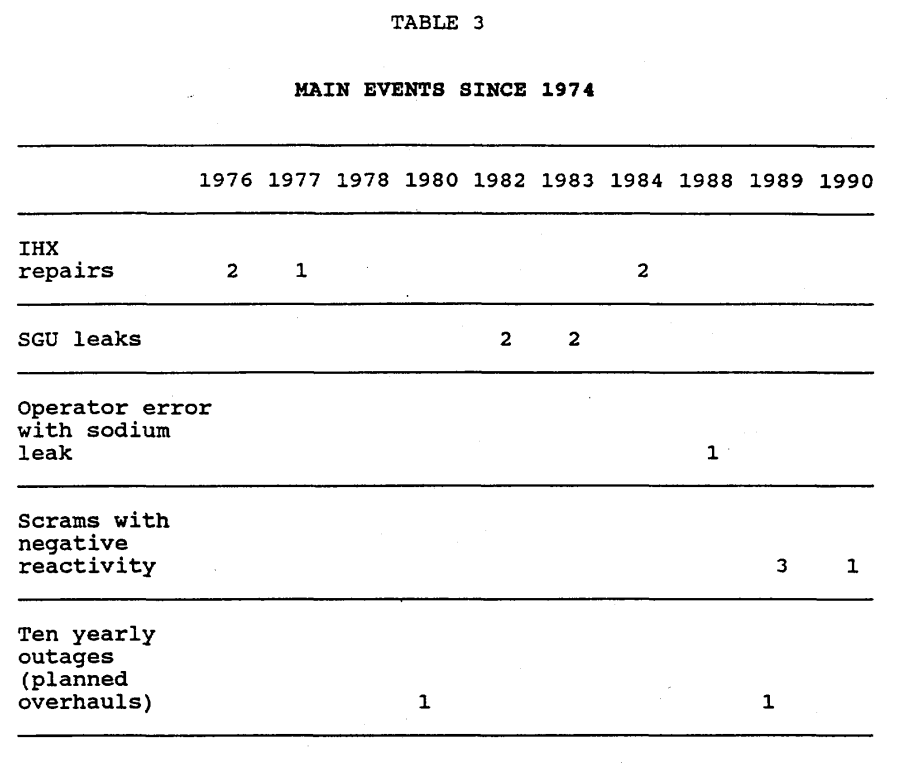 TABLE 3
MAIN EVENTS SINCE 1974
1976 1977 1978 1980 1982 1983 1984 1988 1989 1990
IHX
repairs 2 1 2
SGU leaks 2 2
Operator error
with sodium
leak 1
Scrams with
negative
reactivity 3 1
Ten yearly
outages
(planned
overhauls) 1 1